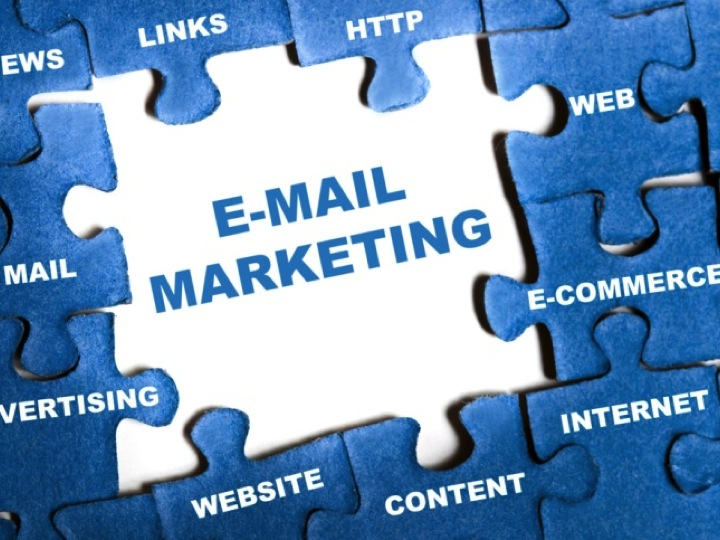 LINKS
HTTP
EWS
WEB
E-MAIL
MARKETING
MAIL
E-COMMERCE
VERTISING
INTERNET
WEBSITE
CONTENT